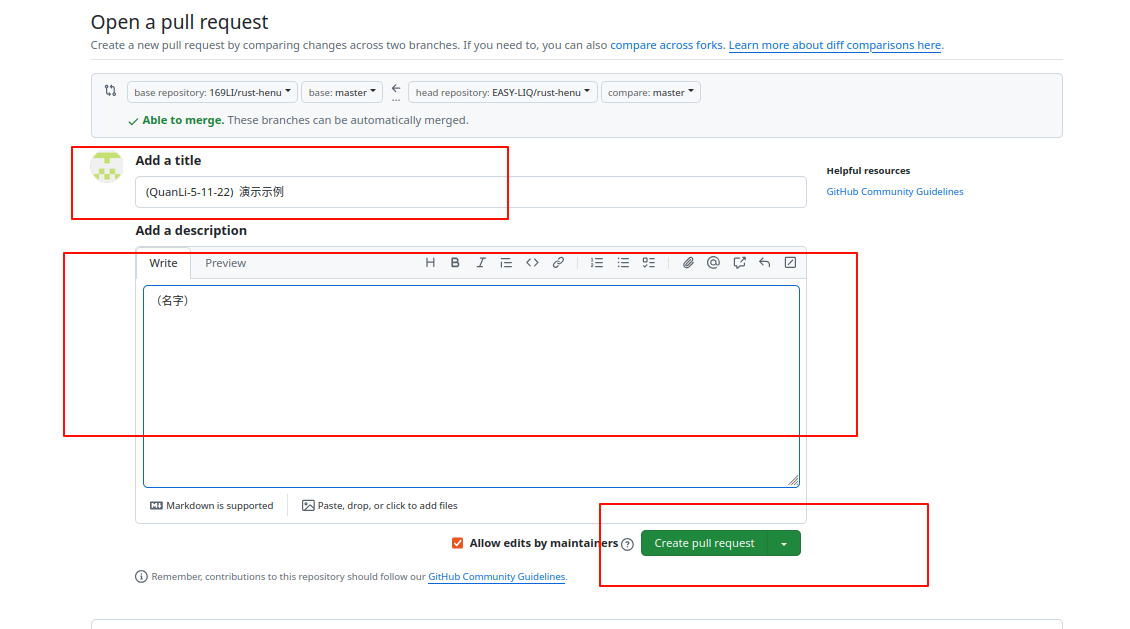 Open a pull request
Create a new pull request by comparing changes across two branches. If you need to, you can also compare across forks. Learn more about diff comparisons here.
base repository: 169LI/rust-henu base: master ← ... head repository: EASY-LIQ/rust-henu compare: master
Able to merge. These branches can be automatically merged.
Add a title
(QuanLi-5-11-22) 演示示例
Helpful resources
GitHub Community Guidelines
Add a description
Write Preview
（名字）
Markdown is supported Paste, drop, or click to add files
Allow edits by maintainers Create pull request
Remember, contributions to this repository should follow our GitHub Community Guidelines.